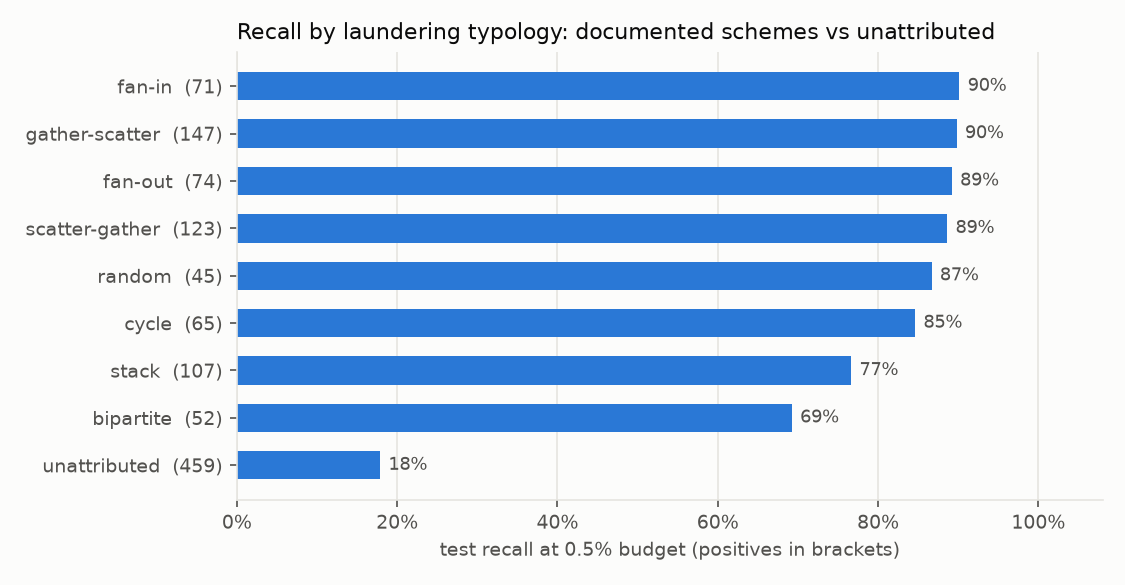 Recall by laundering typology: documented schemes vs unattributed
fan-in (71) 90%
gather-scatter (147) 90%
fan-out (74) 89%
scatter-gather (123) 89%
random (45) 87%
cycle (65) 85%
stack (107) 77%
bipartite (52) 69%
unattributed (459) 18%
0% 20% 40% 60% 80% 100%
test recall at 0.5% budget (positives in brackets)